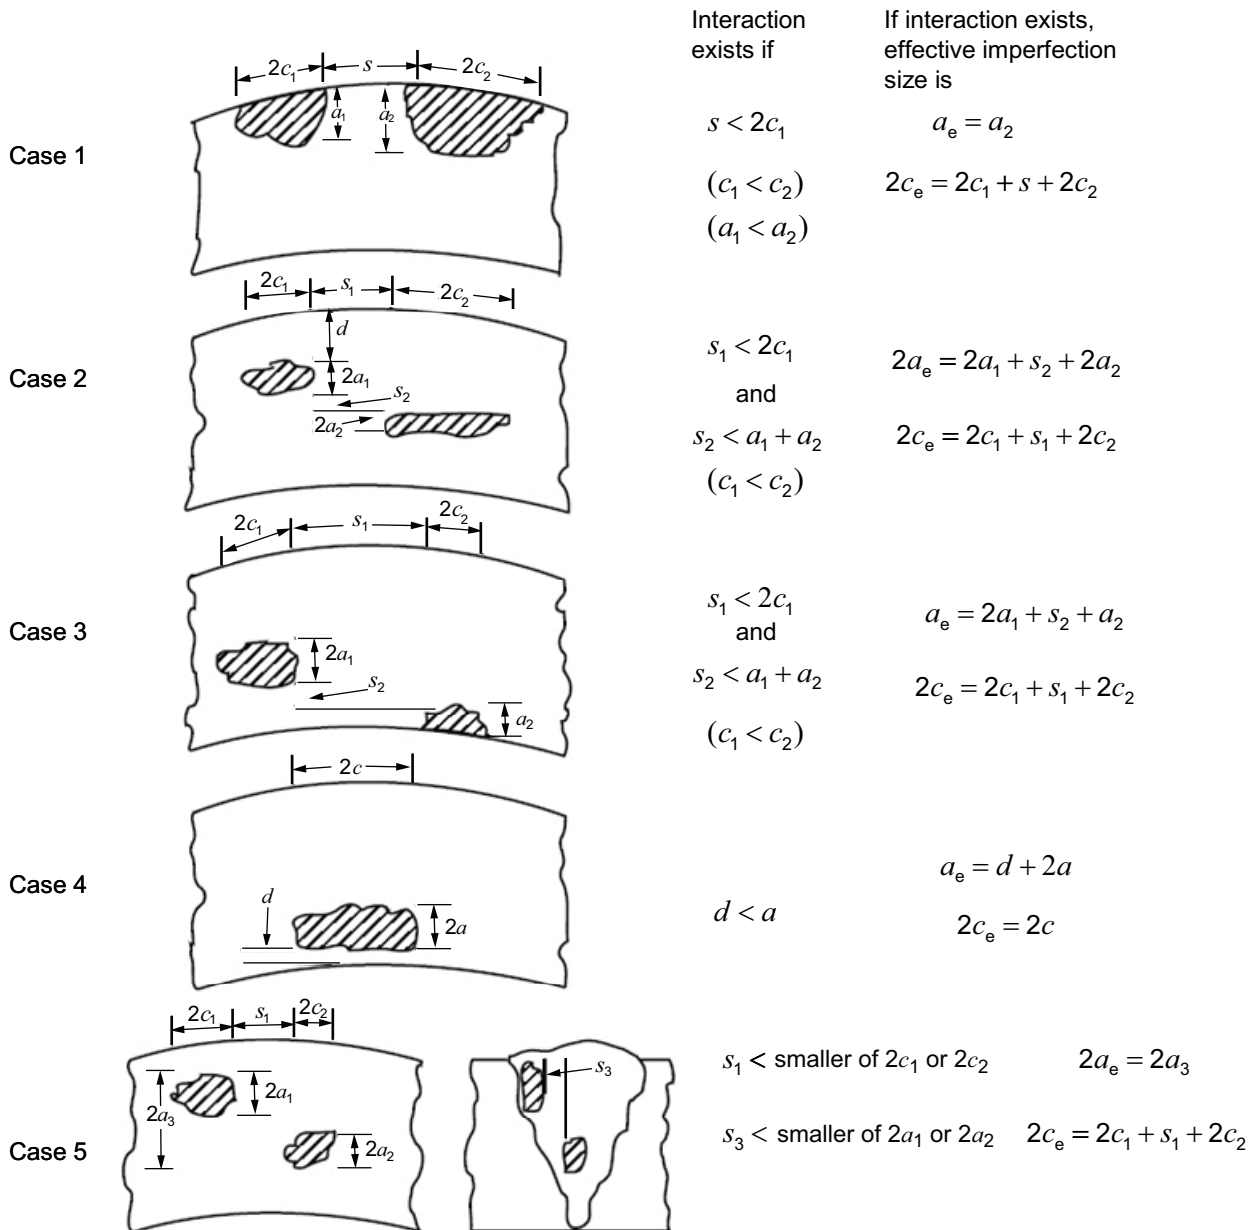 Interaction exists if
If interaction exists, effective imperfection size is
Case 1
2c₁ s 2c₂
a₁ a₂
s < 2c₁
(c₁ < c₂)
(a₁ < a₂)
aₑ = a₂
2cₑ = 2c₁ + s + 2c₂
Case 2
2c₁ s₁ 2c₂
d
2a₁
s₂
2a₂
s₁ < 2c₁
and
s₂ < a₁ + a₂
(c₁ < c₂)
2aₑ = 2a₁ + s₂ + 2a₂
2cₑ = 2c₁ + s₁ + 2c₂
Case 3
2c₁ s₁ 2c₂
2a₁
s₂
a₂
s₁ < 2c₁
and
s₂ < a₁ + a₂
(c₁ < c₂)
aₑ = 2a₁ + s₂ + a₂
2cₑ = 2c₁ + s₁ + 2c₂
Case 4
2c
d
2a
d < a
aₑ = d + 2a
2cₑ = 2c
Case 5
2c₁ s₁ 2c₂
2a₃
2a₁
2a₂
s₃
s₁ < smaller of 2c₁ or 2c₂
2aₑ = 2a₃
s₃ < smaller of 2a₁ or 2a₂
2cₑ = 2c₁ + s₁ + 2c₂